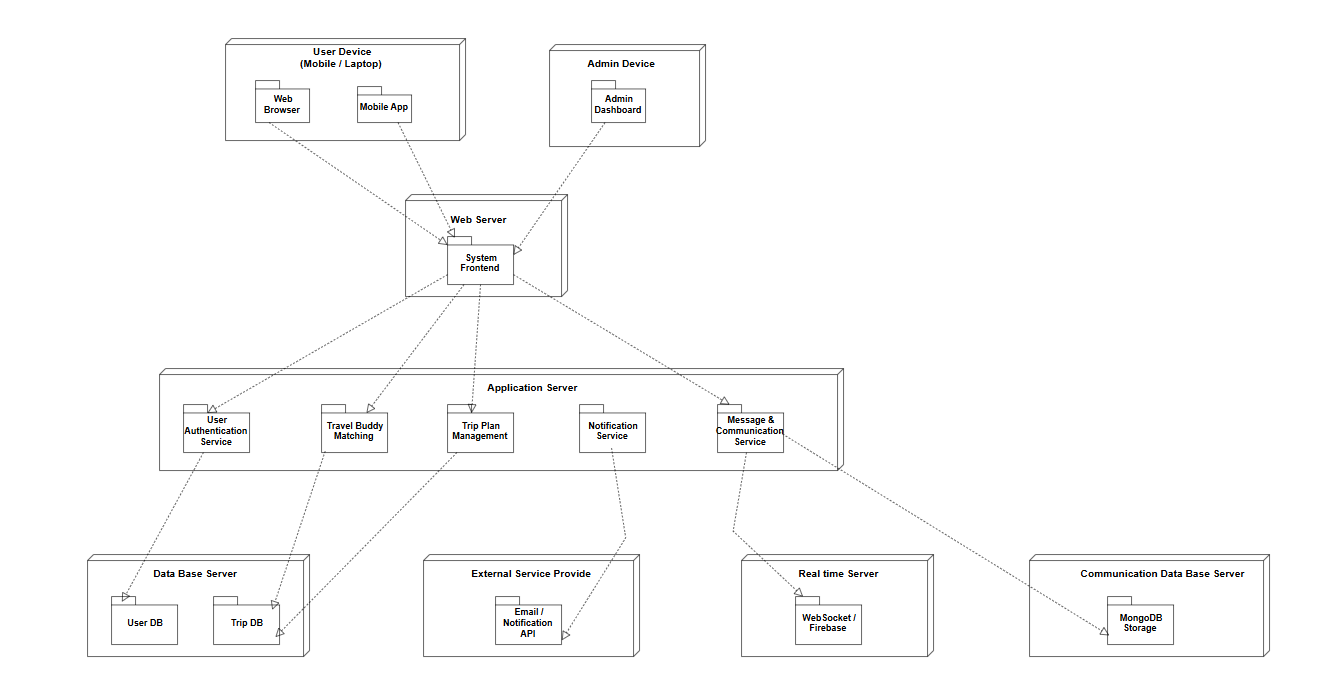 User Device
(Mobile / Laptop)
Web
Browser
Mobile App
Admin Device
Admin
Dashboard
Web Server
System
Frontend
Application Server
User
Authentication
Service
Travel Buddy
Matching
Trip Plan
Management
Notification
Service
Message &
Communication
Service
Data Base Server
User DB
Trip DB
External Service Provide
Email /
Notification
API
Real time Server
WebSocket /
Firebase
Communication Data Base Server
MongoDB
Storage